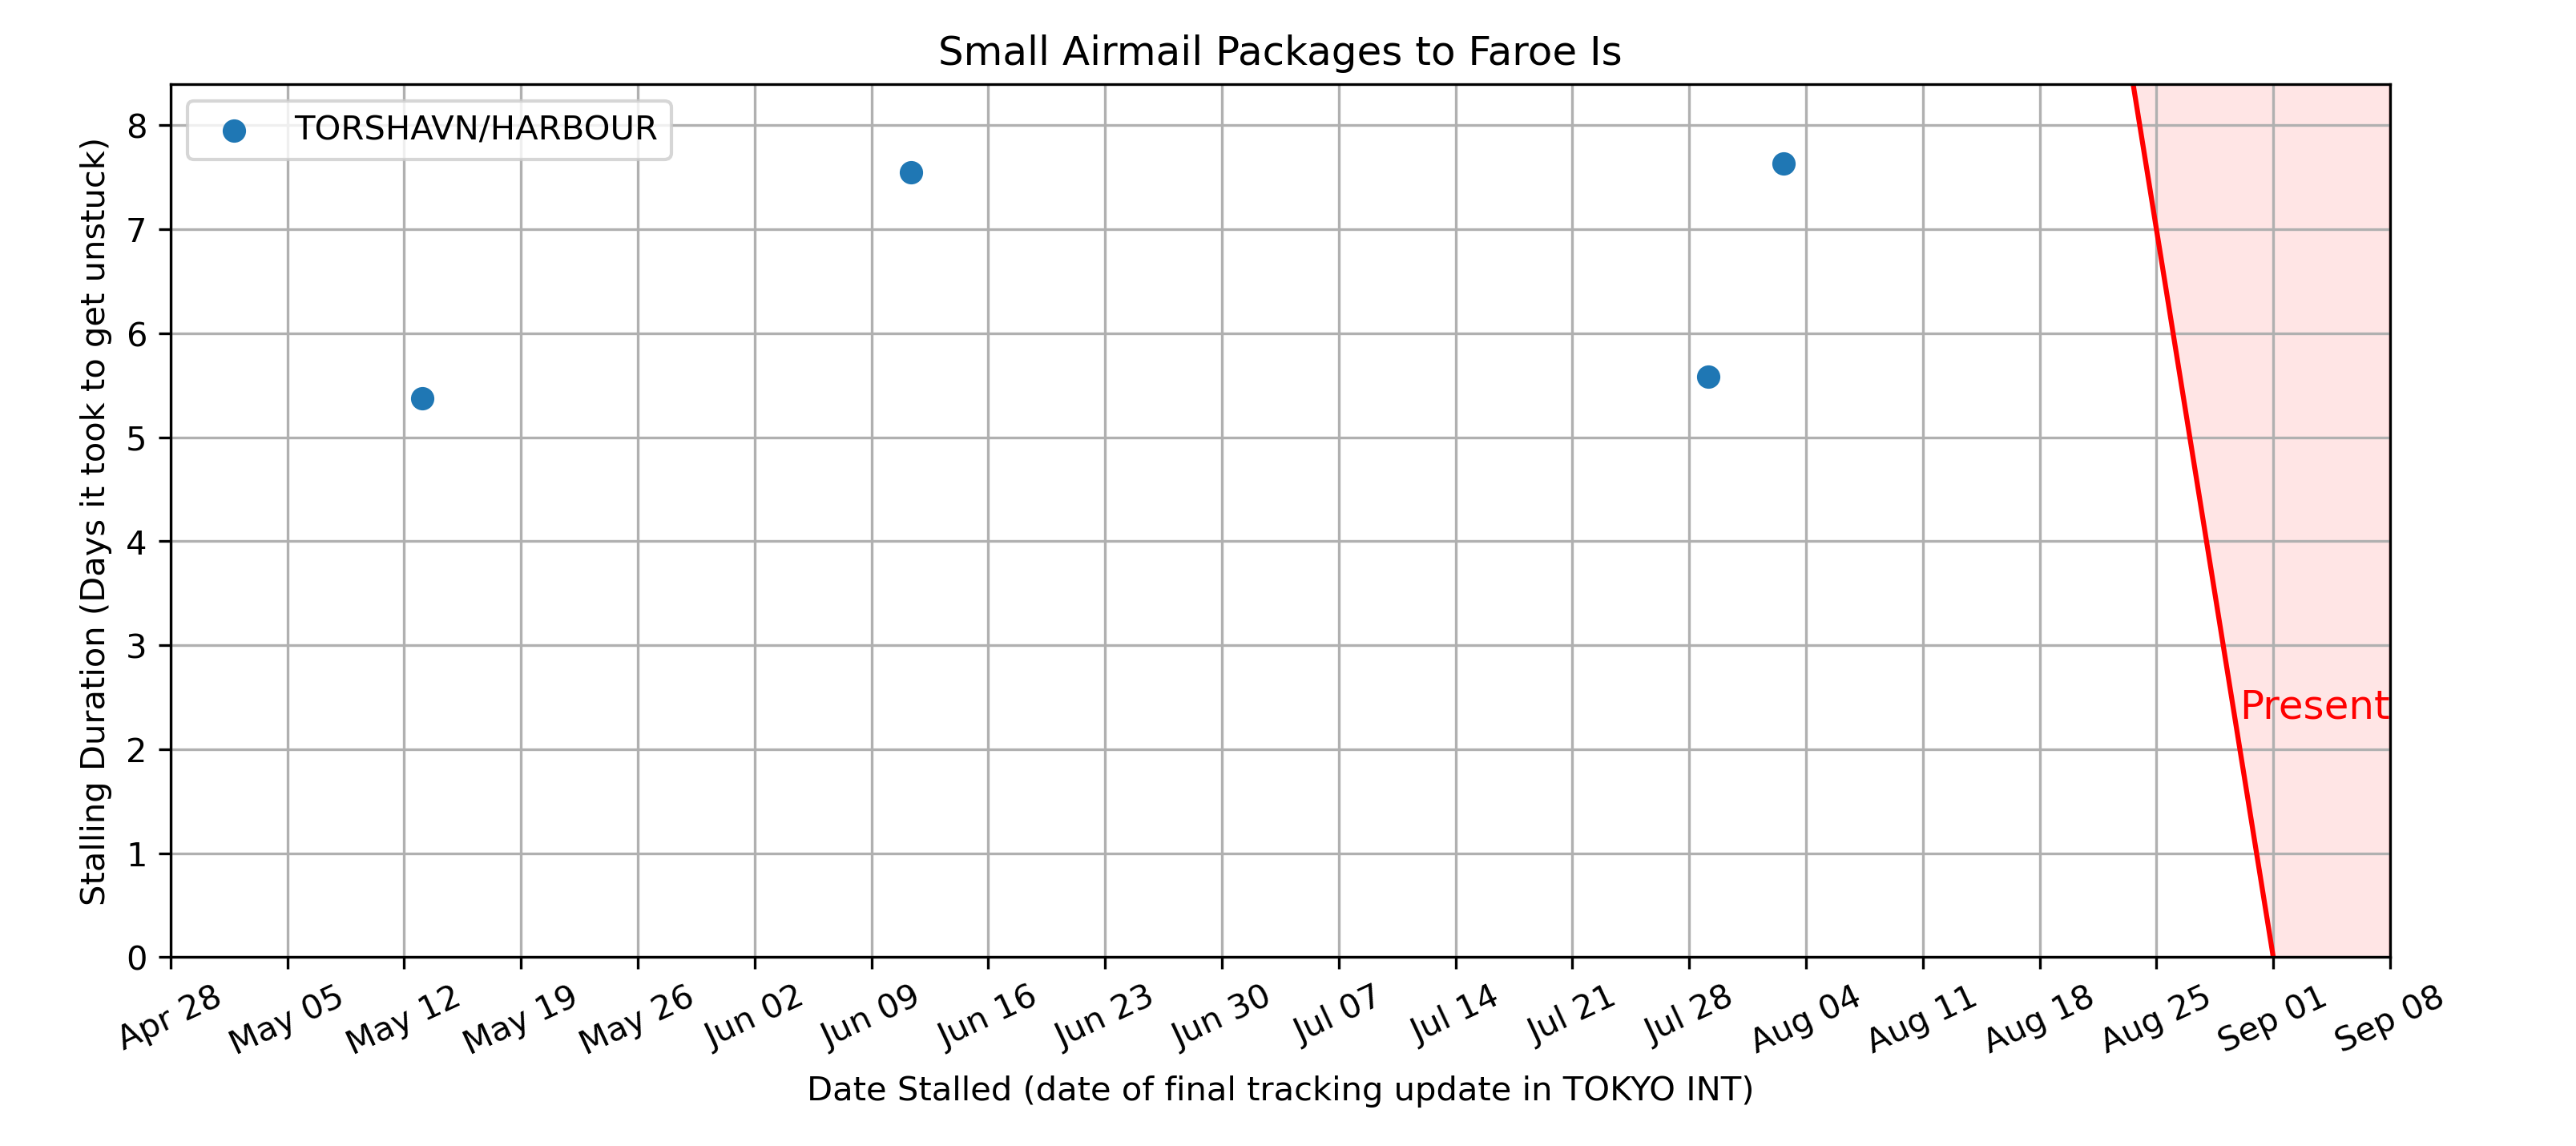 Small Airmail Packages to Faroe Is
TORSHAVN/HARBOUR
Stalling Duration (Days it took to get unstuck)
8
7
6
5
4
3
2
1
0
Present
Apr 28
May 05
May 12
May 19
May 26
Jun 02
Jun 09
Jun 16
Jun 23
Jun 30
Jul 07
Jul 14
Jul 21
Jul 28
Aug 04
Aug 11
Aug 18
Aug 25
Sep 01
Sep 08
Date Stalled (date of final tracking update in TOKYO INT)